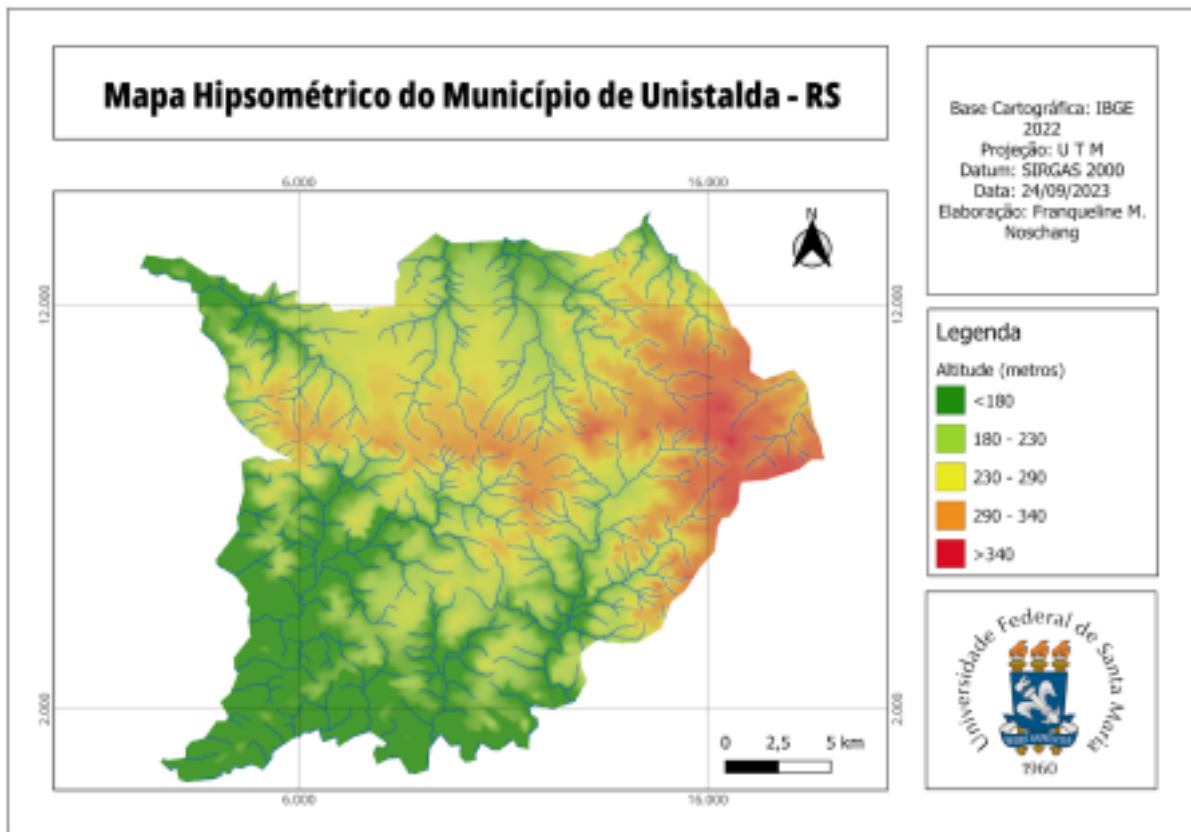 Mapa Hipsométrico do Município de Unistalda - RS
Base Cartográfica: IBGE
2022
Projeção: U T M
Datum: SIRGAS 2000
Data: 24/09/2023
Elaboração: Franqueline M.
Noschang
6.000
16.000
N
12.000
12.000
2.000
2.000
0 2,5 5 km
6.000
16.000
Legenda
Altitude (metros)
<180
180 - 230
230 - 290
290 - 340
>340
Universidade Federal de Santa Maria
1960